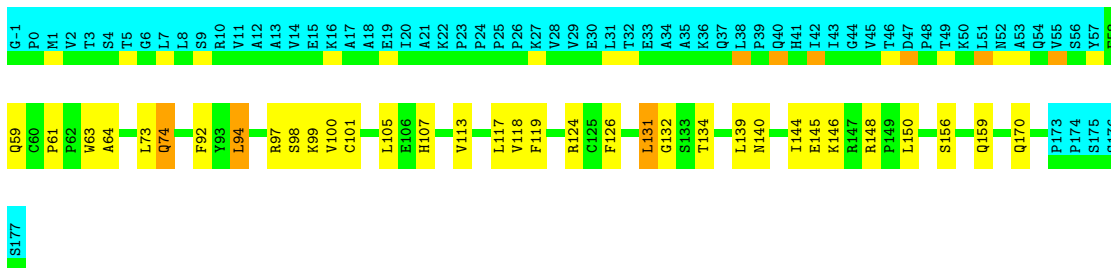 G-1 P0 M1 V2 T3 S4 T5 G6 L7 L8 S9 R10 V11 A12 A13 V14 E15 K16 A17 A18 E19 I20 A21 K22 P23 P24 P25 P26 K27 V28 V29 E30 L31 T32 E33 A34 A35 K36 Q37 L38 P39 Q40 H41 I42 I43 G44 V45 T46 D47 P48 T49 K50 L51 N52 A53 Q54 V55 S56 Y57
Q59 C60 P61 P62 W63 A64 L73 Q74 F92 Y93 L94 R97 S98 K99 V100 C101 L105 E106 H107 V113 L117 V118 F119 R124 C125 F126 L131 G132 S133 T134 L139 N140 I144 E145 K146 R147 R148 P149 L150 S156 Q159 Q170 P173 P174 S175
S177